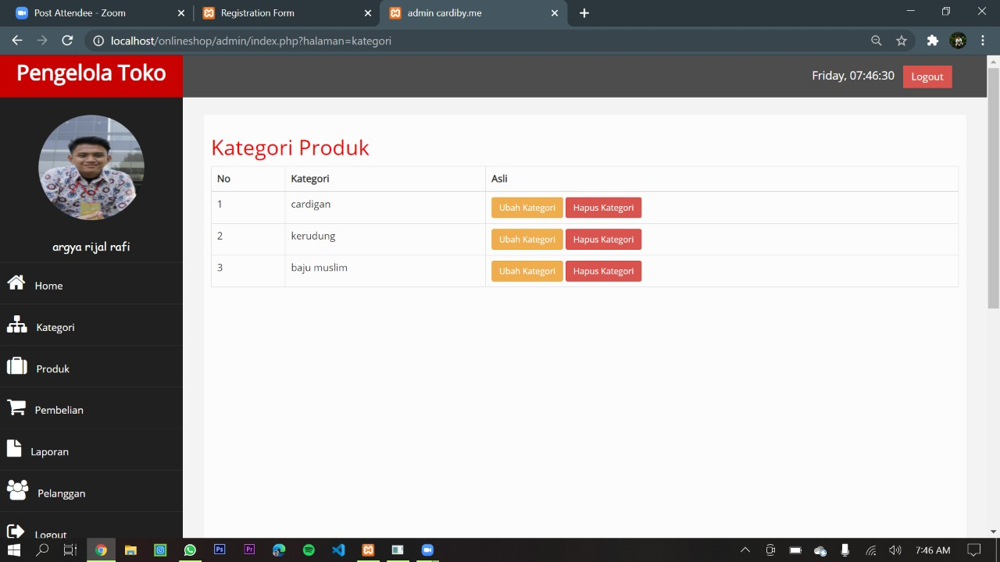 Post Attendee - Zoom
Registration Form
admin cardiby.me
localhost/onlineshop/admin/index.php?halaman=kategori
Pengelola Toko
Friday, 07:46:30
Logout
argya rijal rafi
Home
Kategori
Produk
Pembelian
Laporan
Pelanggan
Logout
Kategori Produk
No Kategori Asli
1 cardigan Ubah Kategori Hapus Kategori
2 kerudung Ubah Kategori Hapus Kategori
3 baju muslim Ubah Kategori Hapus Kategori
Ps
Pr
7:46 AM